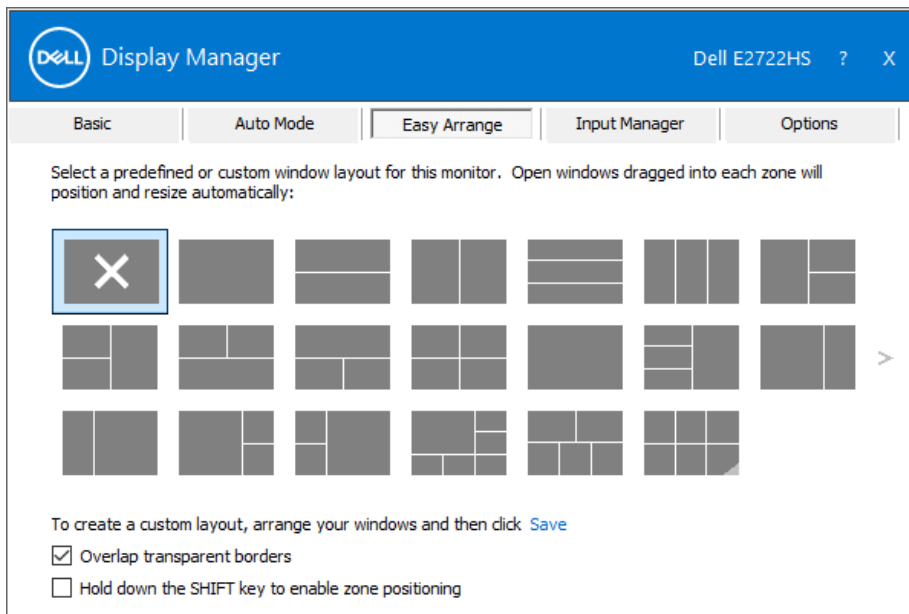 DELL Display Manager Dell E2722HS ? X
Basic Auto Mode Easy Arrange Input Manager Options
Select a predefined or custom window layout for this monitor. Open windows dragged into each zone will
position and resize automatically:
>
To create a custom layout, arrange your windows and then click Save
Overlap transparent borders
Hold down the SHIFT key to enable zone positioning